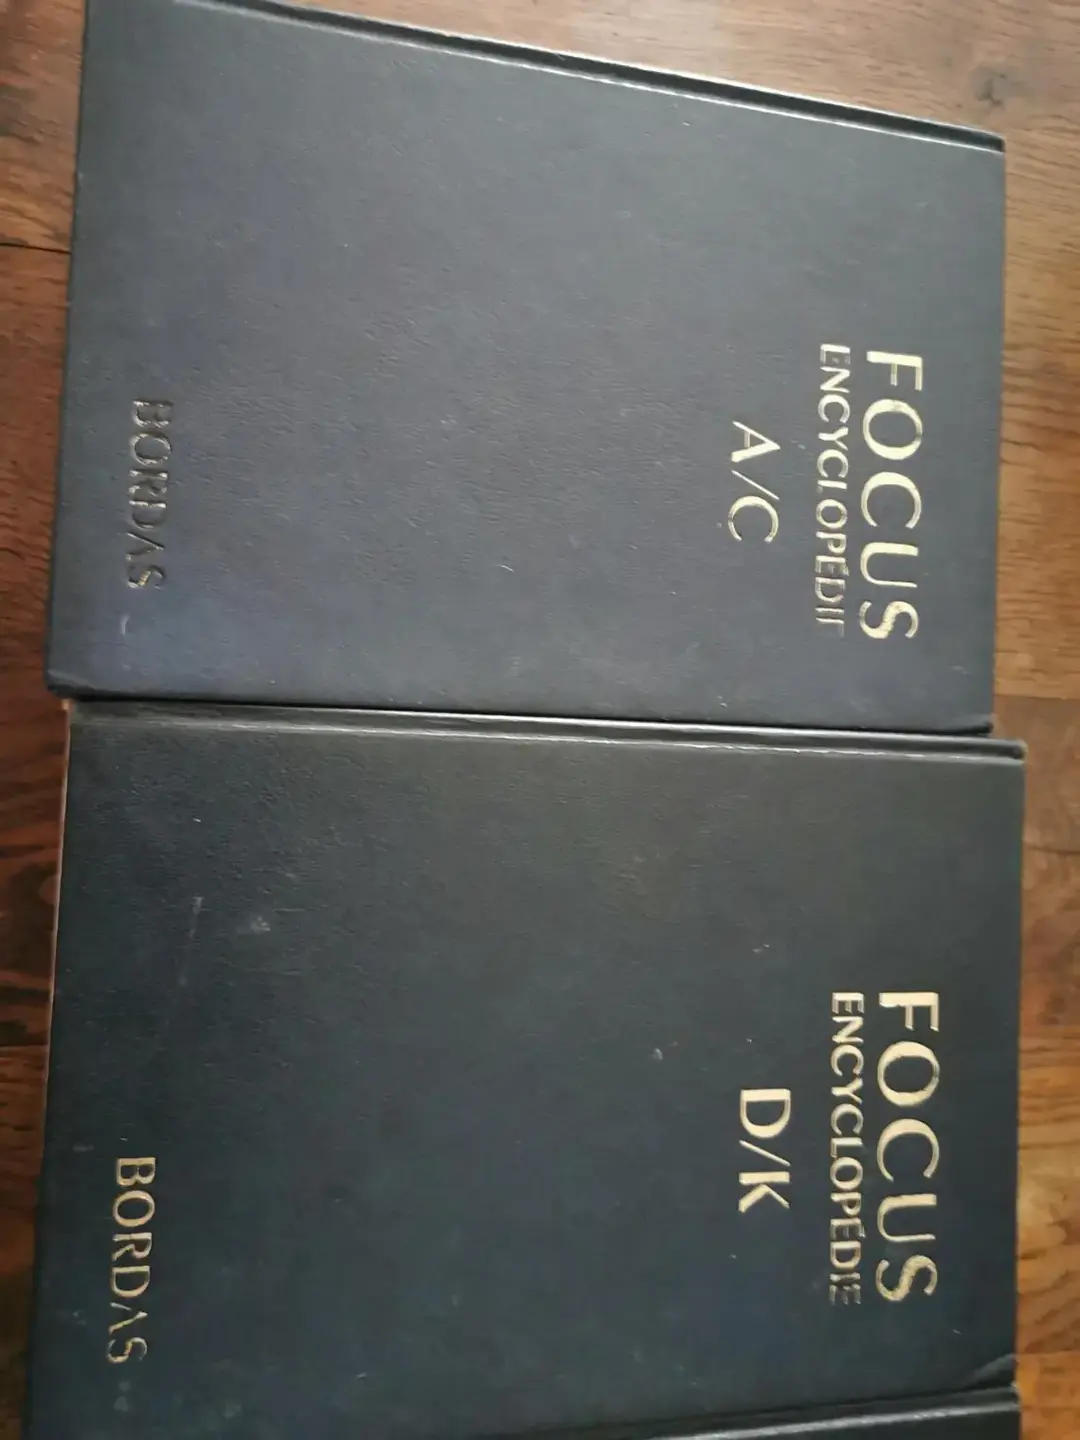 FOCUS
ENCYCLOPÉDIE
A/C
BORDAS
FOCUS
ENCYCLOPÉDIE
D/K
BORDAS